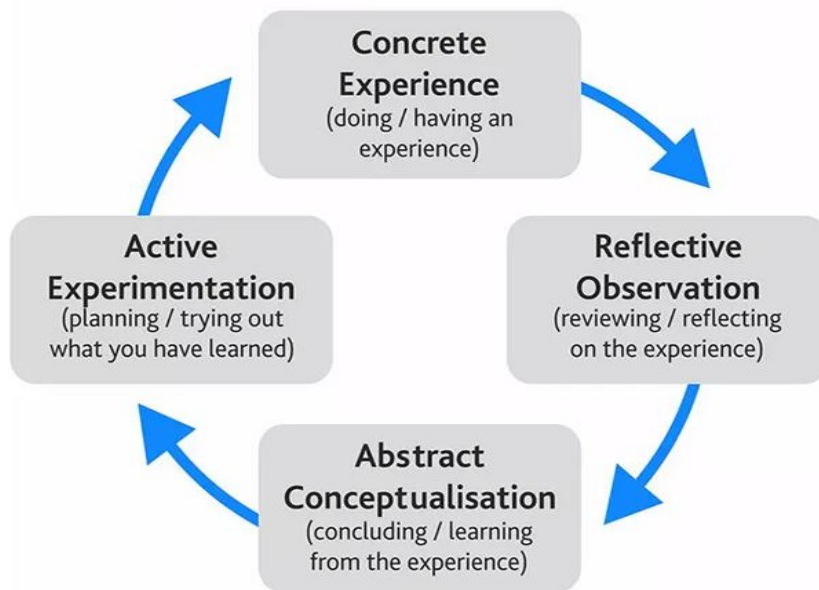 Concrete
Experience
(doing / having an
experience)
Reflective
Observation
(reviewing / reflecting
on the experience)
Abstract
Conceptualisation
(concluding / learning
from the experience)
Active
Experimentation
(planning / trying out
what you have learned)